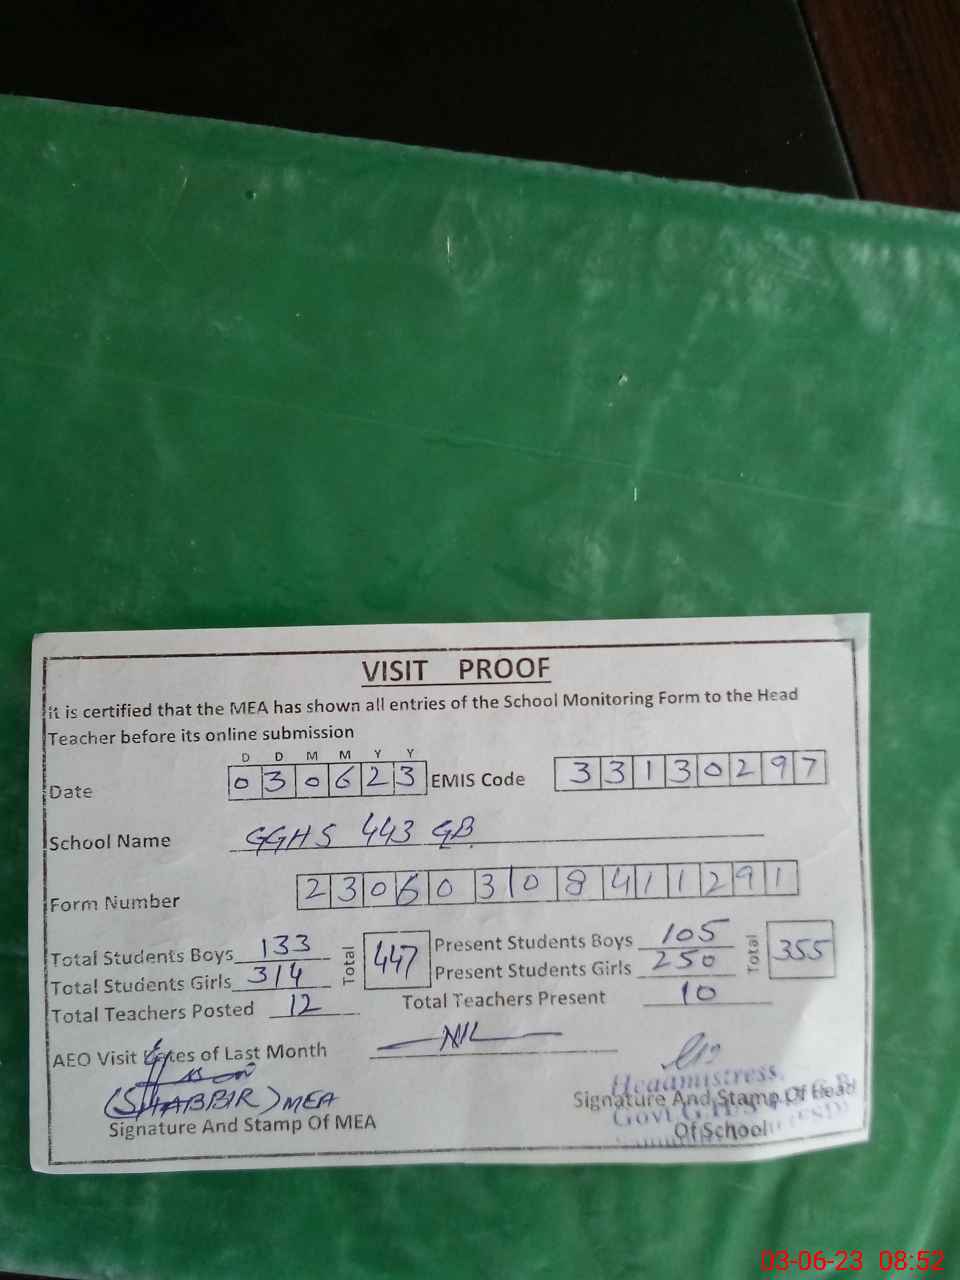 VISIT PROOF
it is certified that the MEA has shown all entries of the School Monitoring Form to the Head
Teacher before its online submission
D D M M Y Y
Date 0 3 0 6 2 3 EMIS Code 3 3 1 3 0 2 9 7
School Name GGHS 443 GB
Form Number 2 3 0 6 0 3 1 0 8 4 1 1 2 9 1
Total Students Boys 133 Total 447 Present Students Boys 105 Total 355
Total Students Girls 314 Present Students Girls 250
Total Teachers Posted 12 Total Teachers Present 10
AEO Visit Dates of Last Month NIL
(SHABBIR) MEA
Signature And Stamp Of MEA
Headmistress,
Signature And Stamp Of Head
Govt
Of School
03-06-23 08:52